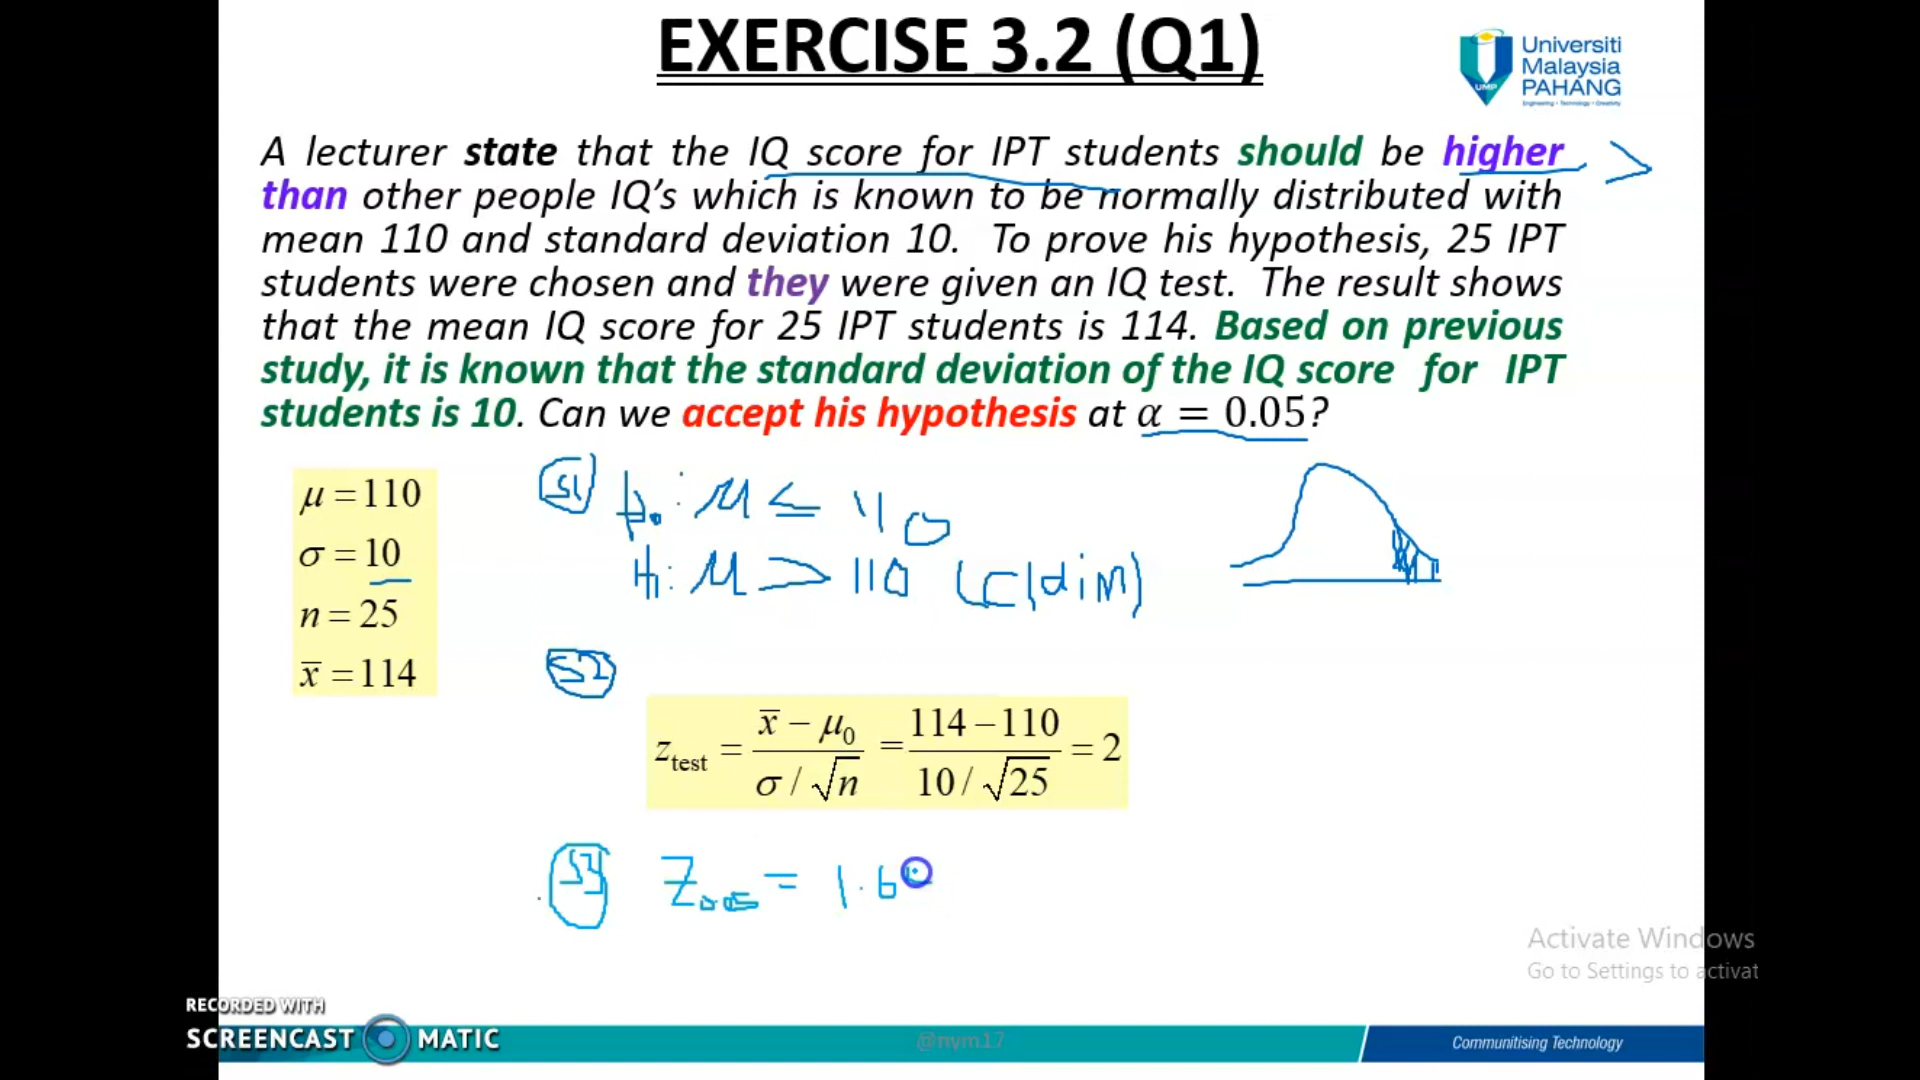 EXERCISE 3.2 (Q1)
Universiti
Malaysia
PAHANG
Engineering • Technology • Creativity
UMP
A lecturer state that the IQ score for IPT students should be higher >
than other people IQ's which is known to be normally distributed with
mean 110 and standard deviation 10. To prove his hypothesis, 25 IPT
students were chosen and they were given an IQ test. The result shows
that the mean IQ score for 25 IPT students is 114. Based on previous
study, it is known that the standard deviation of the IQ score for IPT
students is 10. Can we accept his hypothesis at α = 0.05?
μ = 110
σ = 10
n = 25
x̄ = 114
S1 H₀: μ ≤ 110
H₁: μ > 110 (Claim)
S2
z_test = (x̄ − μ₀) / (σ / √n) = (114 − 110) / (10 / √25) = 2
S3 Z₀.₀₅ = 1.6
Activate Windows
Go to Settings to activat
RECORDED WITH
SCREENCAST MATIC
@nym17
Communitising Technology